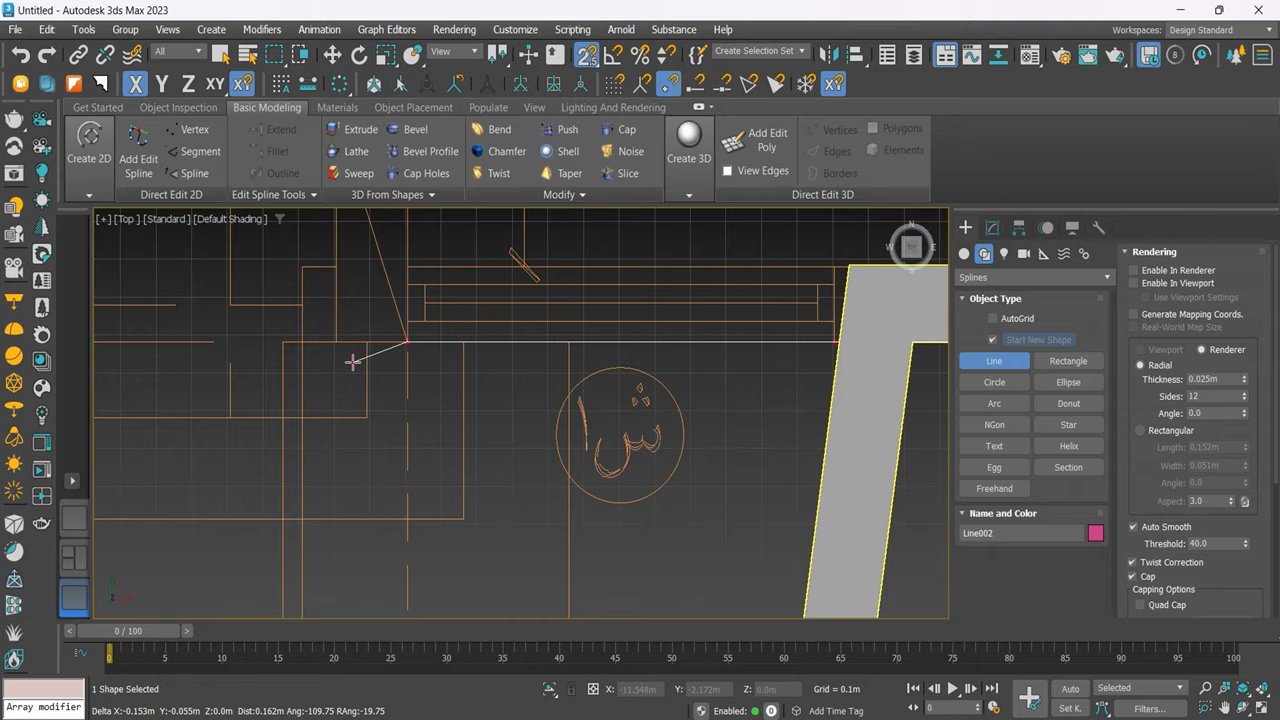 Untitled - Autodesk 3ds Max 2023
File Edit Tools Group Views Create Modifiers Animation Graph Editors Rendering Customize Scripting Arnold Substance Help Workspaces: Design Standard
All View Create Selection Set
X Y Z XY
Get Started Object Inspection Basic Modeling Materials Object Placement Populate View Lighting And Rendering
Create 2D Add Edit Spline Vertex Segment Spline Extend Fillet Outline Extrude Lathe Sweep Bevel Bevel Profile Cap Holes Bend Chamfer Twist Push Shell Taper Cap Noise Slice Create 3D Add Edit Poly View Edges Vertices Edges Borders Polygons Elements
Direct Edit 2D Edit Spline Tools 3D From Shapes Modify Direct Edit 3D
[+] [Top ] [Standard ] [Default Shading ]
N
W E
Splines
Object Type
AutoGrid
Start New Shape
Line Rectangle
Circle Ellipse
Arc Donut
NGon Star
Text Helix
Egg Section
Freehand
Name and Color
Line002
Rendering
Enable In Renderer
Enable In Viewport
Use Viewport Settings
Generate Mapping Coords.
Real-World Map Size
Viewport Renderer
Radial
Thickness: 0.025m
Sides: 12
Angle: 0.0
Rectangular
Length: 0.152m
Width: 0.051m
Angle: 0.0
Aspect: 3.0
Auto Smooth
Threshold: 40.0
Twist Correction
Cap
Capping Options
Quad Cap
0 / 100
0 5 10 15 20 25 30 35 40 45 50 55 60 65 70 75 80 85 90 95 100
1 Shape Selected X: -11.548m Y: -2.172m Z: 0.0m Grid = 0.1m Auto Selected
Array modifier Delta X:-0.153m Y:-0.055m Z:0.0m Dist:0.162m Ang:-109.75 RAng:-19.75 Enabled: 0 Add Time Tag 0 Set K. Filters...